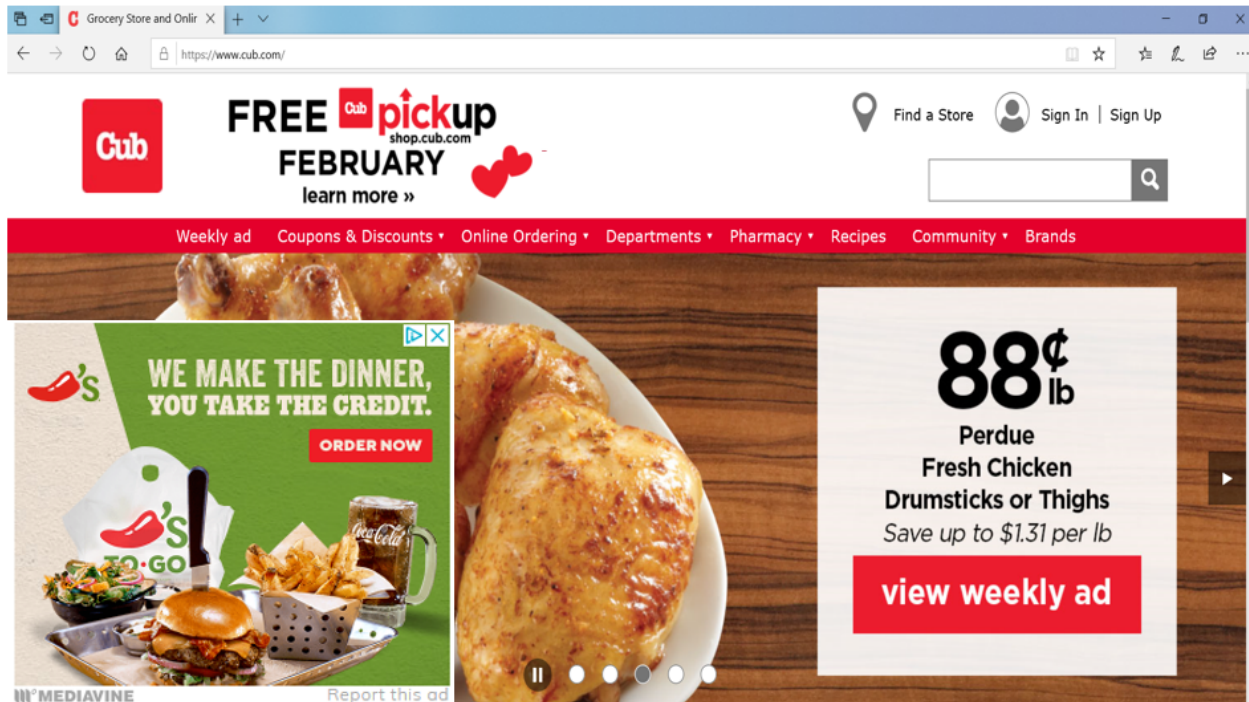 Grocery Store and Onlir
https://www.cub.com/
Cub
FREE Cub pickup
shop.cub.com
FEBRUARY
learn more »
Find a Store
Sign In | Sign Up
Weekly ad Coupons & Discounts Online Ordering Departments Pharmacy Recipes Community Brands
'S
WE MAKE THE DINNER,
YOU TAKE THE CREDIT.
ORDER NOW
'S
TO·GO
Coca-Cola
MEDIAVINE
Report this ad
88¢
lb
Perdue
Fresh Chicken
Drumsticks or Thighs
Save up to $1.31 per lb
view weekly ad